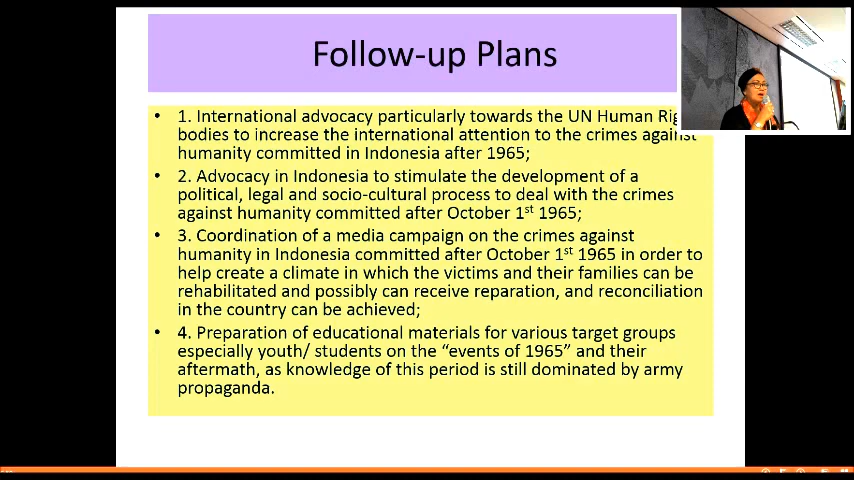 Follow-up Plans
• 1. International advocacy particularly towards the UN Human
bodies to increase the international attention to the crimes against
humanity committed in Indonesia after 1965;
• 2. Advocacy in Indonesia to stimulate the development of a
political, legal and socio-cultural process to deal with the crimes
against humanity committed after October 1st 1965;
• 3. Coordination of a media campaign on the crimes against
humanity in Indonesia committed after October 1st 1965 in order to
help create a climate in which the victims and their families can be
rehabilitated and possibly can receive reparation, and reconciliation
in the country can be achieved;
• 4. Preparation of educational materials for various target groups
especially youth/ students on the “events of 1965” and their
aftermath, as knowledge of this period is still dominated by army
propaganda.